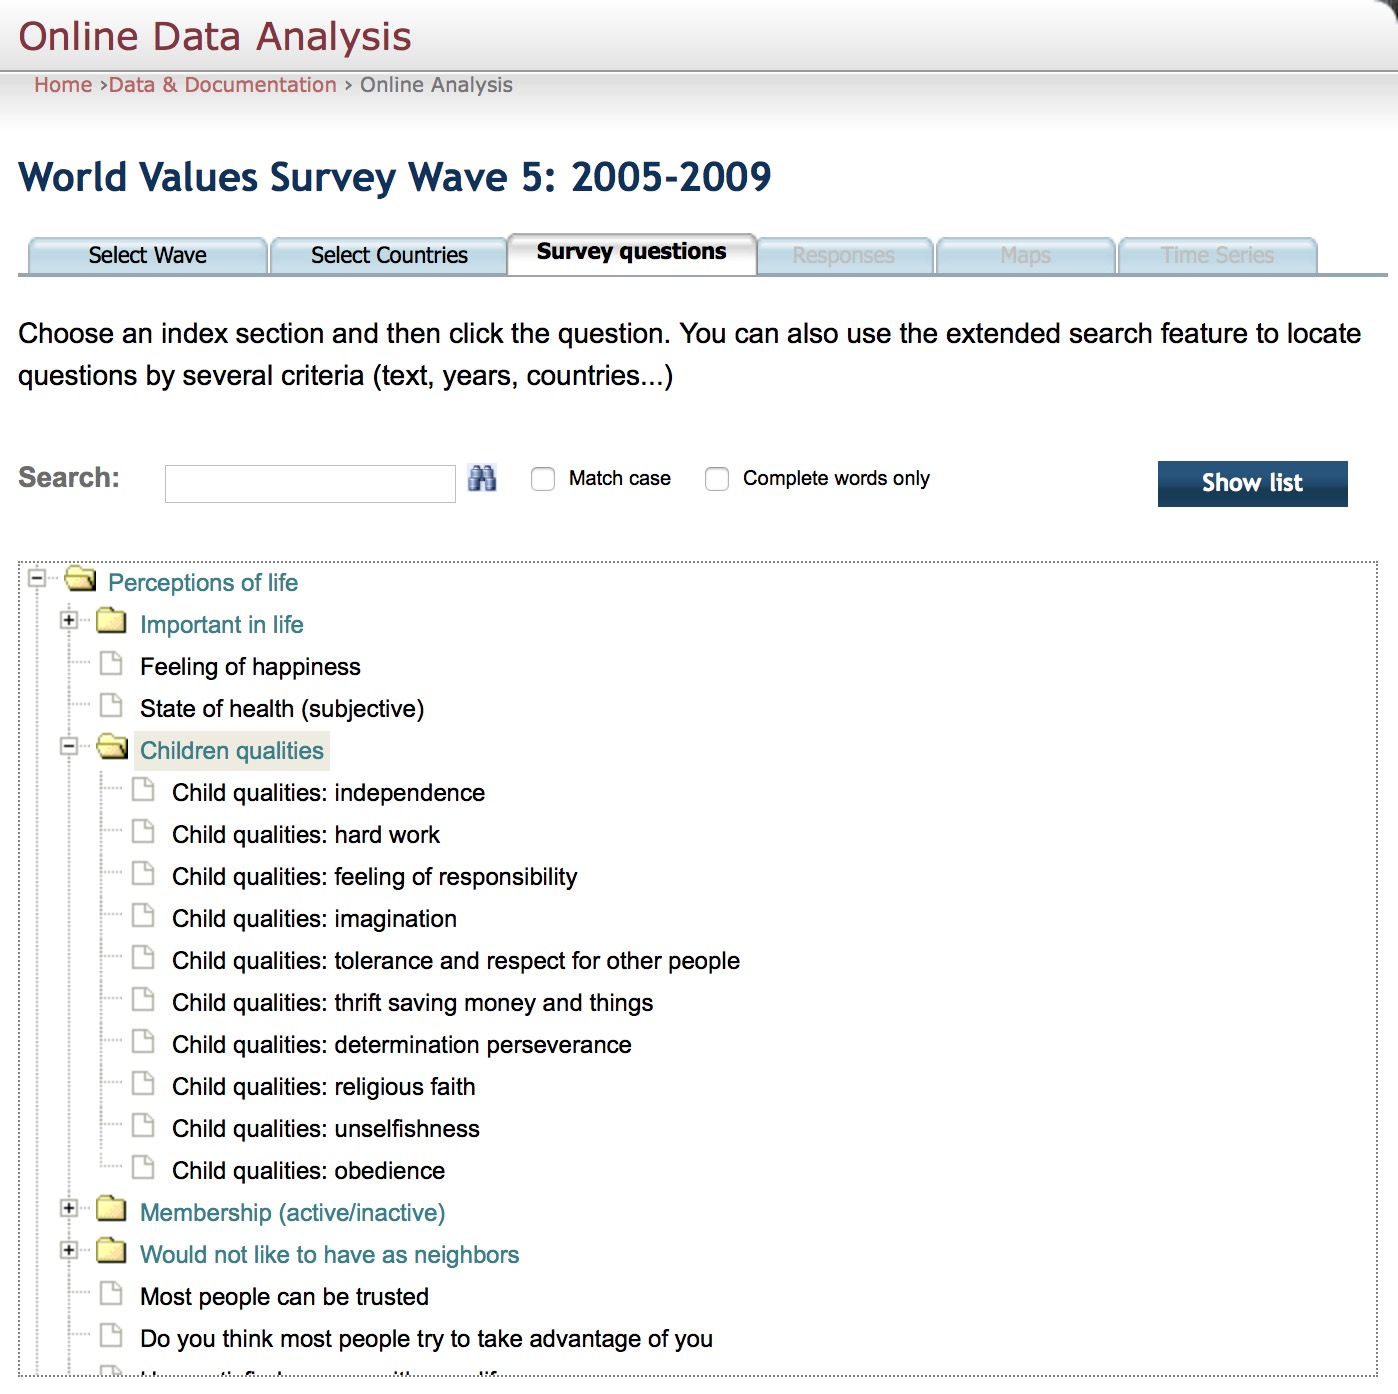 Online Data Analysis
Home ›Data & Documentation › Online Analysis
World Values Survey Wave 5: 2005-2009
Select Wave Select Countries Survey questions Responses Maps Time Series
Choose an index section and then click the question. You can also use the extended search feature to locate
questions by several criteria (text, years, countries...)
Search: Match case Complete words only Show list
Perceptions of life
Important in life
Feeling of happiness
State of health (subjective)
Children qualities
Child qualities: independence
Child qualities: hard work
Child qualities: feeling of responsibility
Child qualities: imagination
Child qualities: tolerance and respect for other people
Child qualities: thrift saving money and things
Child qualities: determination perseverance
Child qualities: religious faith
Child qualities: unselfishness
Child qualities: obedience
Membership (active/inactive)
Would not like to have as neighbors
Most people can be trusted
Do you think most people try to take advantage of you